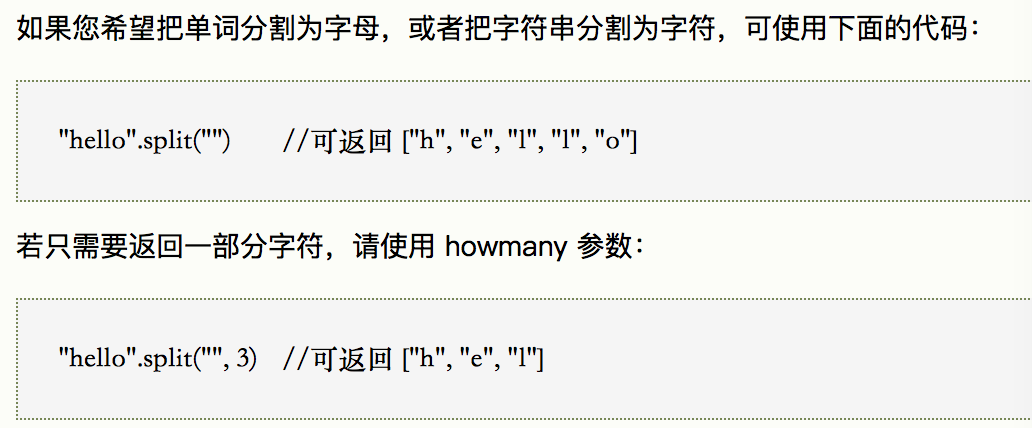 如果您希望把单词分割为字母，或者把字符串分割为字符，可使用下面的代码：
"hello".split("") //可返回 ["h", "e", "l", "l", "o"]
若只需要返回一部分字符，请使用 howmany 参数：
"hello".split("", 3) //可返回 ["h", "e", "l"]